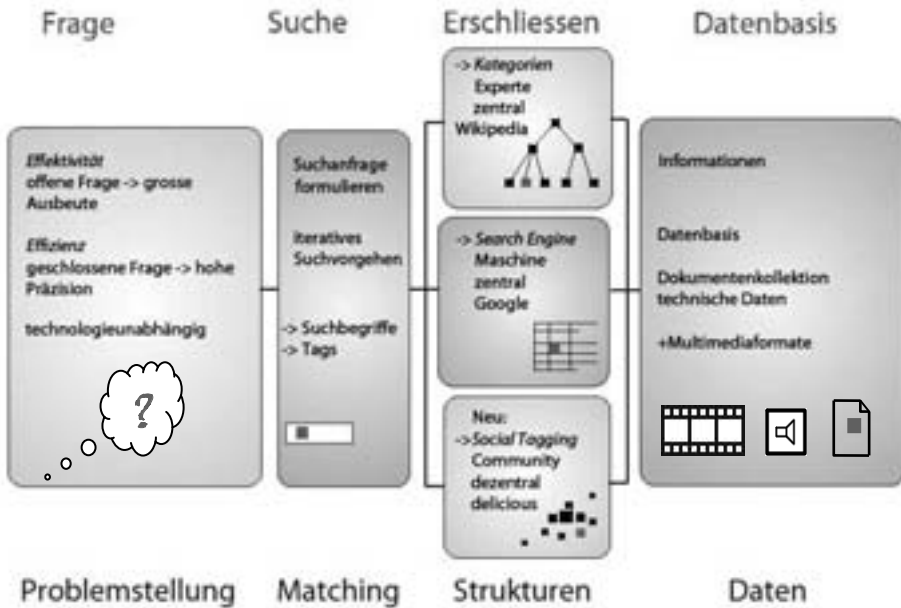 Frage
Suche
Erschliessen
Datenbasis
Effektivität
offene Frage -> grosse
Ausbeute
Effizienz
geschlossene Frage -> hohe
Präzision
technologieunabhängig
?
Suchanfrage
formulieren
iteratives
Suchvorgehen
-> Suchbegriffe
-> Tags
-> Kategorien
Experte
zentral
Wikipedia
-> Search Engine
Maschine
zentral
Google
Neu:
->Social Tagging
Community
dezentral
delicious
Informationen
Datenbasis
Dokumentenkollektion
technische Daten
+Multimediaformate
Problemstellung
Matching
Strukturen
Daten